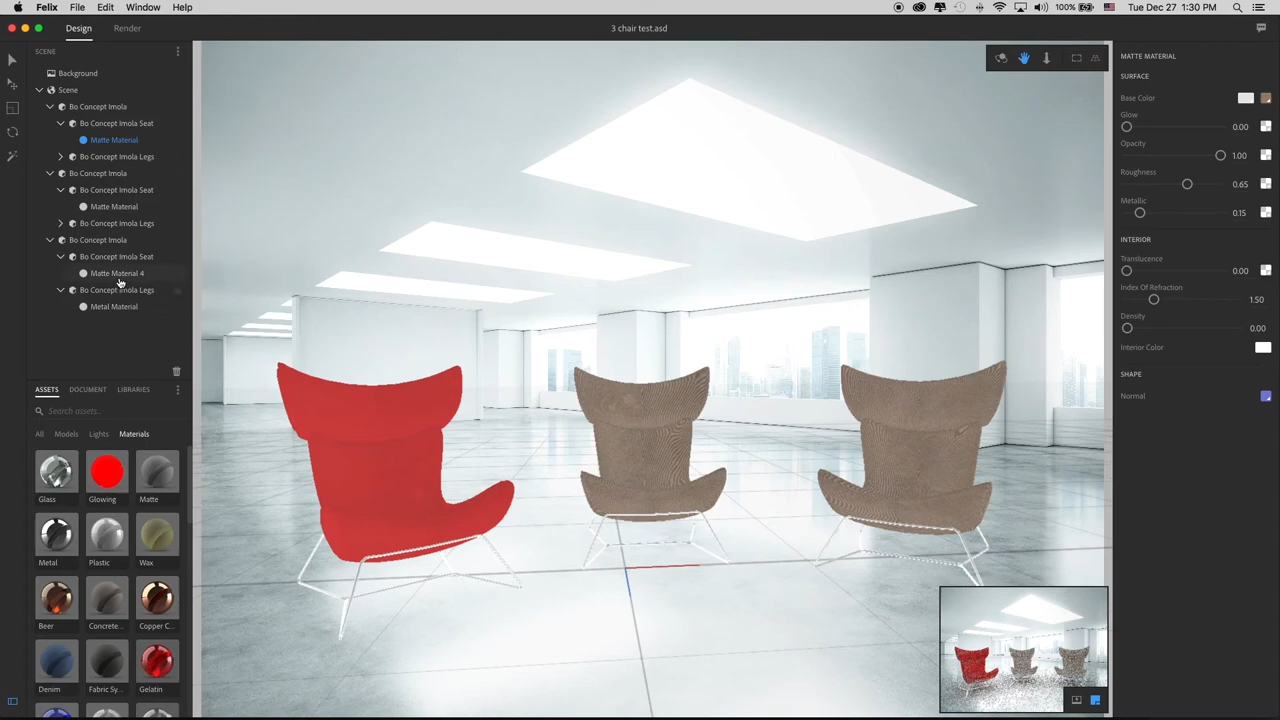 Felix File Edit Window Help
100% Tue Dec 27 1:30 PM
Design Render
3 chair test.asd
SCENE
Background
Scene
Bo Concept Imola
Bo Concept Imola Seat
Matte Material
Bo Concept Imola Legs
Bo Concept Imola
Bo Concept Imola Seat
Matte Material
Bo Concept Imola Legs
Bo Concept Imola
Bo Concept Imola Seat
Matte Material 4
Bo Concept Imola Legs
Metal Material
ASSETS DOCUMENT LIBRARIES
Search assets..
All Models Lights Materials
Glass Glowing Matte
Metal Plastic Wax
Beer Concrete... Copper C...
Denim Fabric Sy... Gelatin
MATTE MATERIAL
SURFACE
Base Color
Glow
0.00
Opacity
1.00
Roughness
0.65
Metallic
0.15
INTERIOR
Translucence
0.00
Index Of Refraction
1.50
Density
0.00
Interior Color
SHAPE
Normal